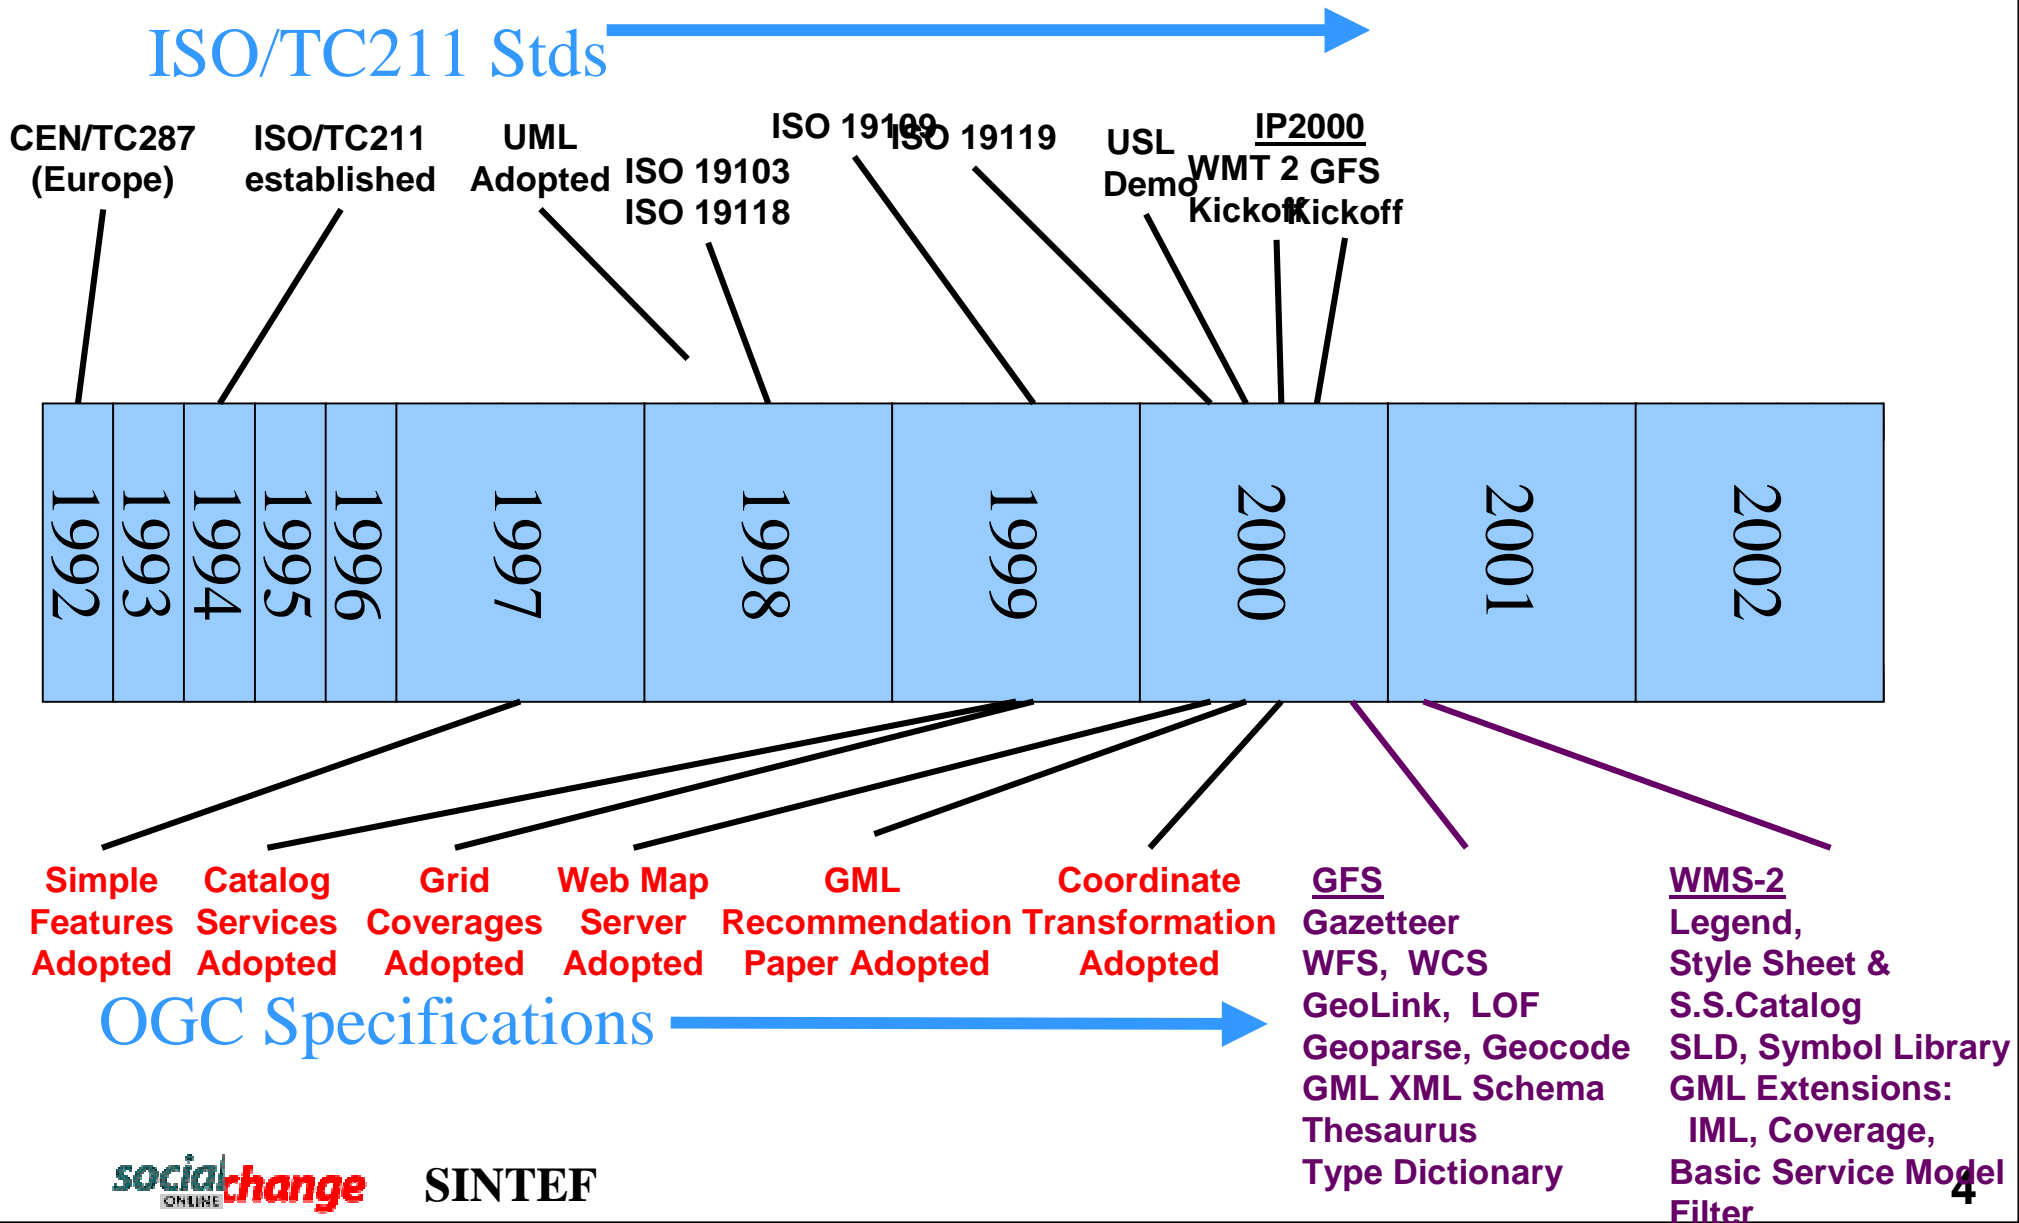 ISO/TC211 Stds
CEN/TC287
(Europe)
ISO/TC211
established
UML
Adopted
ISO 19103
ISO 19118
ISO 19109
ISO 19119
USL
Demo
IP2000
WMT 2
Kickoff
GFS
Kickoff
1992
1993
1994
1995
1996
1997
1998
1999
2000
2001
2002
Simple
Features
Adopted
Catalog
Services
Adopted
Grid
Coverages
Adopted
Web Map
Server
Adopted
GML
Recommendation
Paper Adopted
Coordinate
Transformation
Adopted
GFS
Gazetteer
WFS, WCS
GeoLink, LOF
Geoparse, Geocode
GML XML Schema
Thesaurus
Type Dictionary
WMS-2
Legend,
Style Sheet &
S.S.Catalog
SLD, Symbol Library
GML Extensions:
IML, Coverage,
Basic Service Model
Filter
OGC Specifications
social change
ONLINE
SINTEF
4